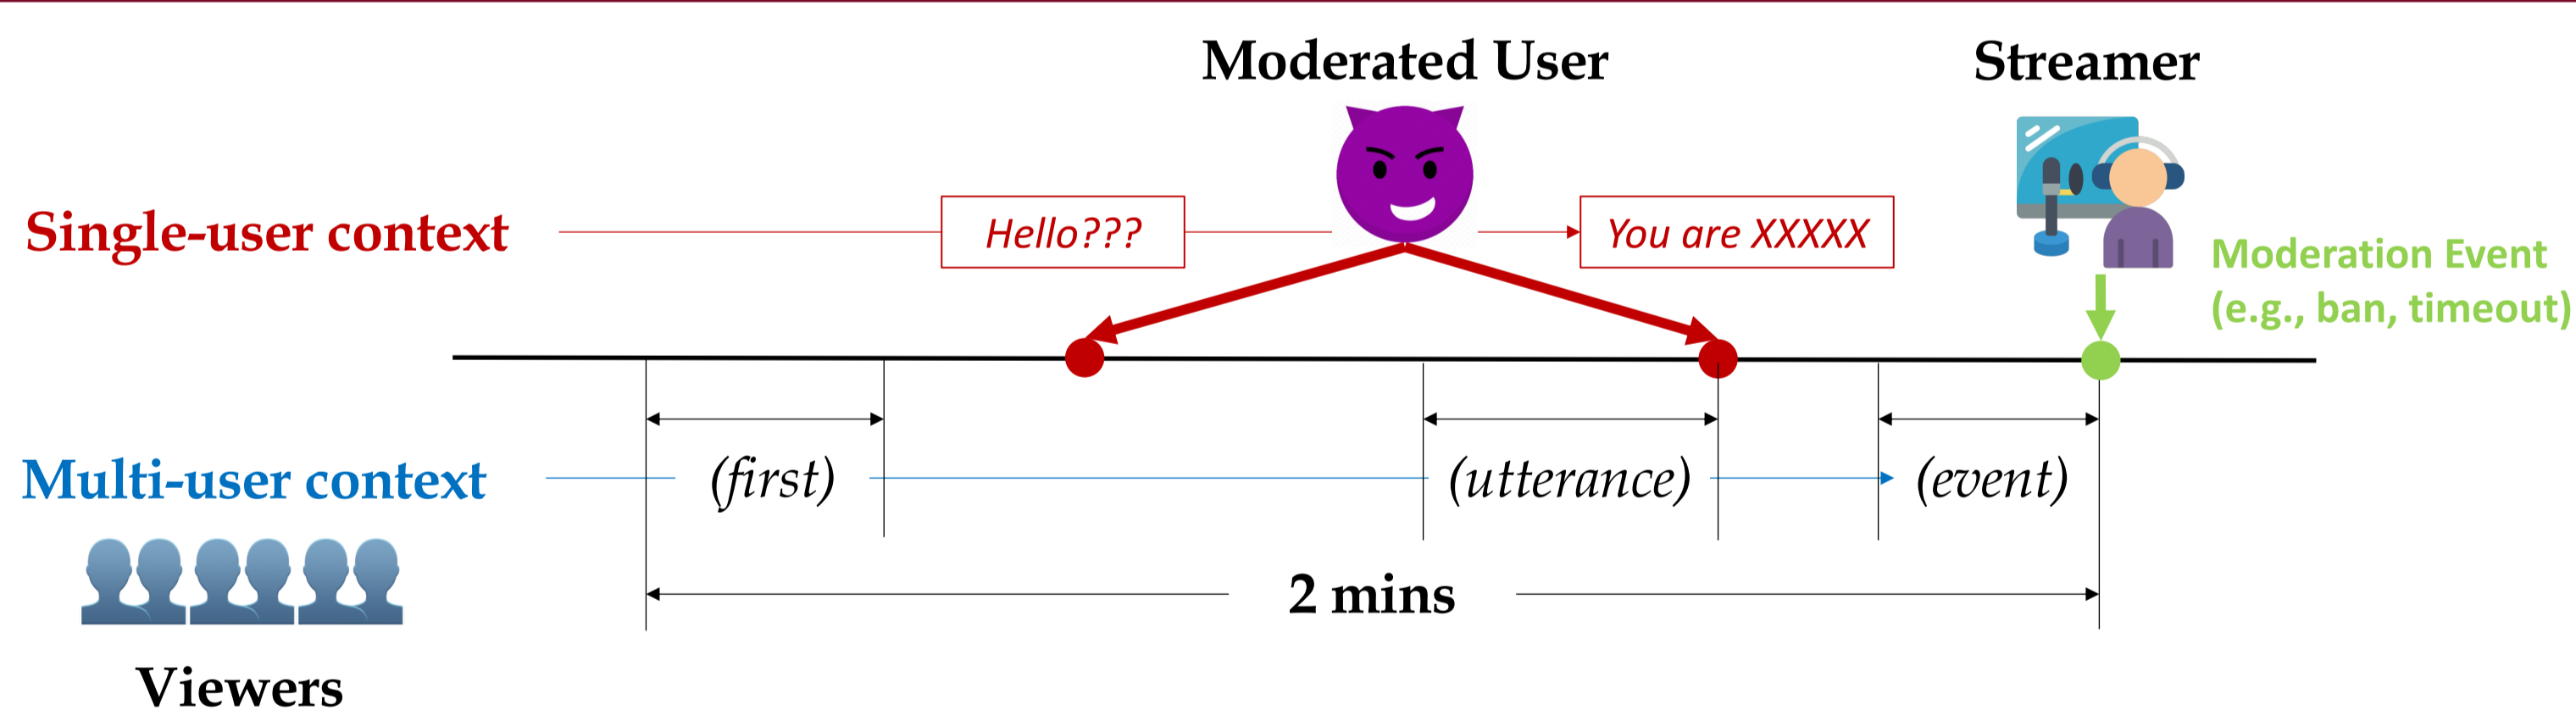 Moderated User
Streamer
Single-user context
Hello???
You are XXXXX
Moderation Event
(e.g., ban, timeout)
Multi-user context
(first)
(utterance)
(event)
2 mins
Viewers